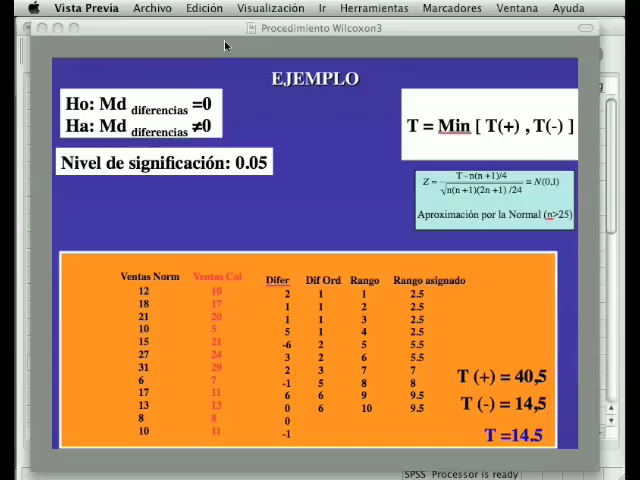 Vista Previa Archivo Edición Visualización Ir Herramientas Marcadores Ventana Ayuda
Procedimiento Wilcoxon3
EJEMPLO
Ho: Md diferencias =0
Ha: Md diferencias ≠0
T = Min [ T(+) , T(-) ]
Nivel de significación: 0.05
Z = T - n(n +1)/4 / √n(n +1)(2n +1) /24 ≡ N(0,1)
Aproximación por la Normal (n>25)
Ventas Norm Ventas Col Difer Dif Ord Rango Rango asignado
12 10 2 1 1 2.5
18 17 1 1 2 2.5
21 20 1 1 3 2.5
10 5 5 1 4 2.5
15 21 -6 2 5 5.5
27 24 3 2 6 5.5
31 29 2 3 7 7
6 7 -1 5 8 8
17 11 6 6 9 9.5
13 13 0 6 10 9.5
8 8 0
10 11 -1
T (+) = 40,5
T (-) = 14,5
T =14.5
SPSS Processor is ready